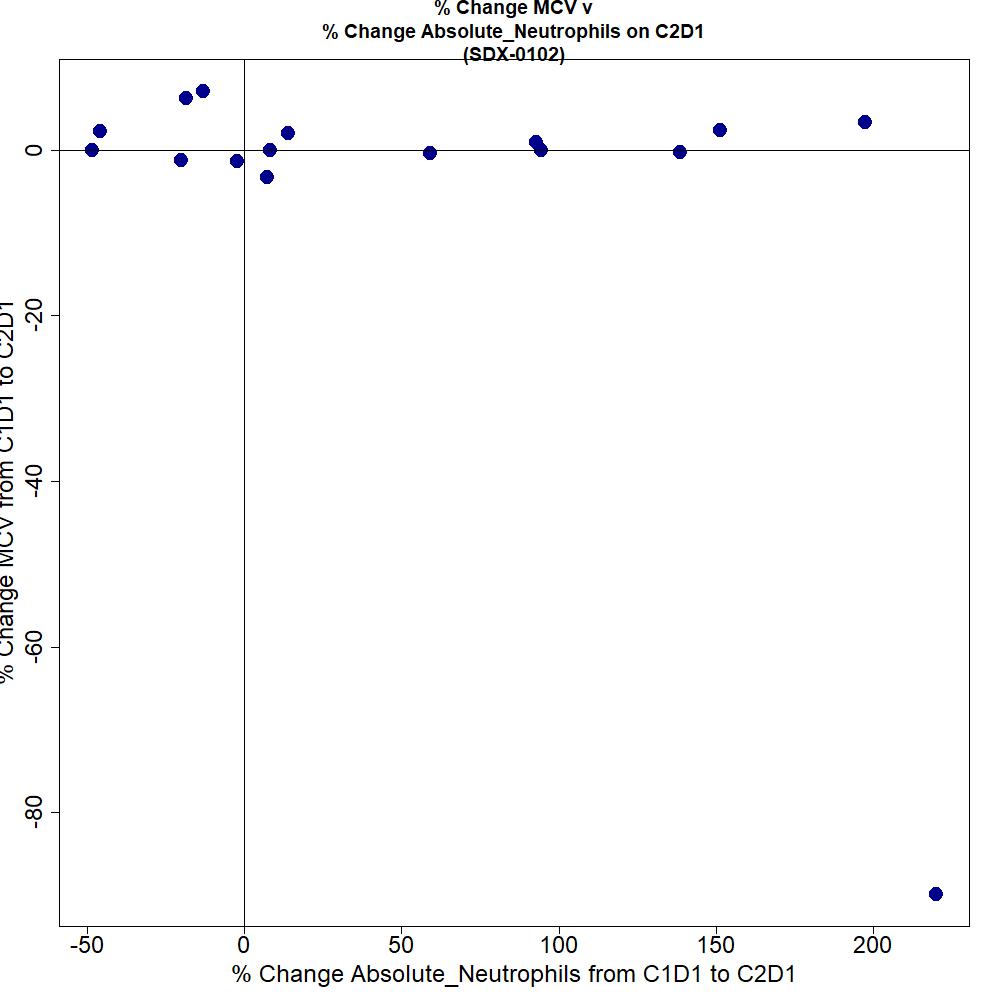 % Change MCV v
% Change Absolute_Neutrophils on C2D1
(SDX-0102)
% Change MCV from C1D1 to C2D1
0
-20
-40
-60
-80
-50
0
50
100
150
200
% Change Absolute_Neutrophils from C1D1 to C2D1